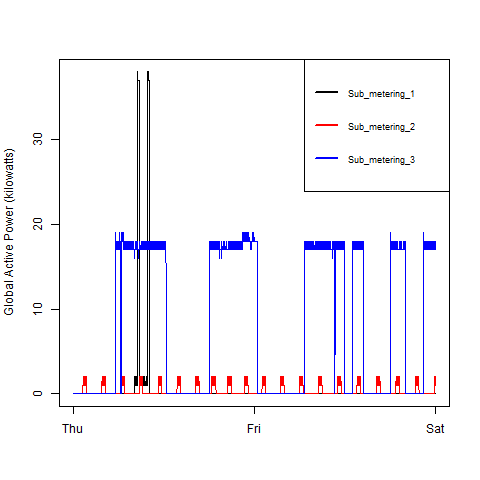 Sub_metering_1
Sub_metering_2
Sub_metering_3
Global Active Power (kilowatts)
30
20
10
0
Thu Fri Sat